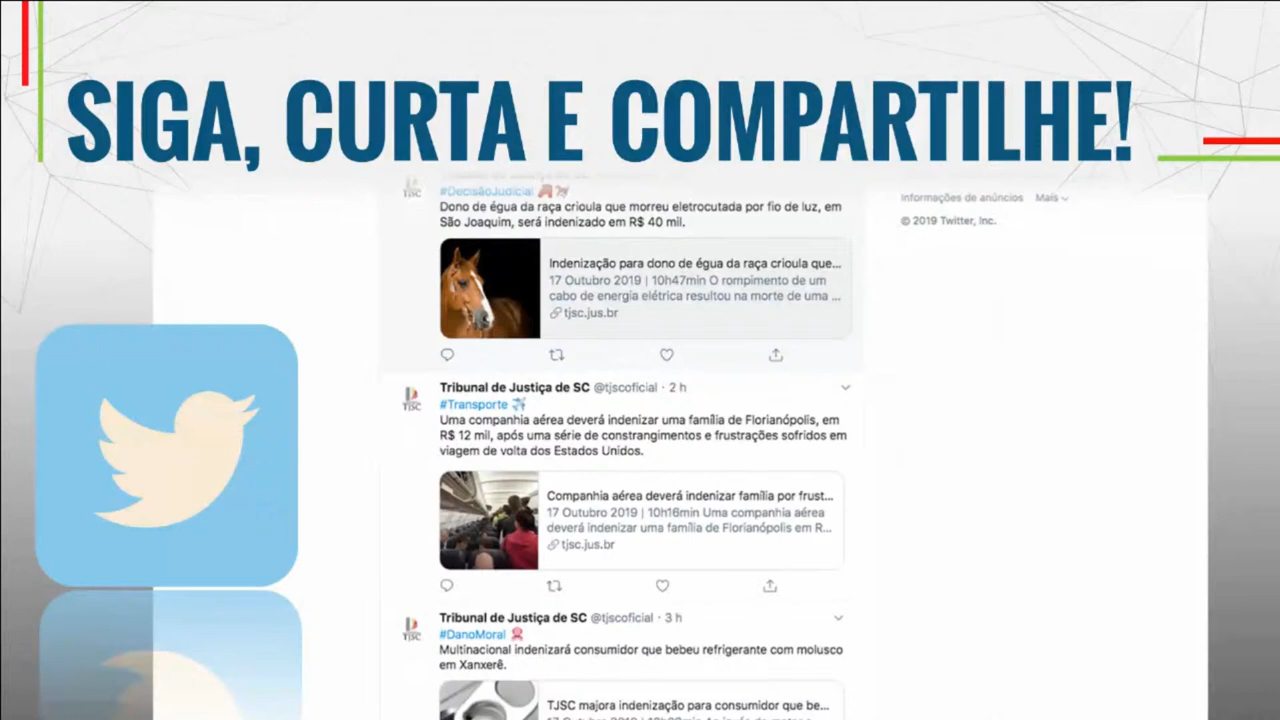 SIGA, CURTA E COMPARTILHE!
TJSC
#DecisãoJudicial
Dono de égua da raça crioula que morreu eletrocutada por fio de luz, em
São Joaquim, será indenizado em R$ 40 mil.
Indenização para dono de égua da raça crioula que...
17 Outubro 2019 | 10h47min O rompimento de um
cabo de energia elétrica resultou na morte de uma ...
tjsc.jus.br
Informações de anúncios Mais
© 2019 Twitter, Inc.
TJSC
Tribunal de Justiça de SC @tjscoficial · 2 h
#Transporte
Uma companhia aérea deverá indenizar uma família de Florianópolis, em
R$ 12 mil, após uma série de constrangimentos e frustrações sofridos em
viagem de volta dos Estados Unidos.
Companhia aérea deverá indenizar família por frust...
17 Outubro 2019 | 10h16min Uma companhia aérea
deverá indenizar uma família de Florianópolis em R...
tjsc.jus.br
TJSC
Tribunal de Justiça de SC @tjscoficial · 3 h
#DanoMoral
Multinacional indenizará consumidor que bebeu refrigerante com molusco
em Xanxerê.
TJSC majora indenização para consumidor que be...